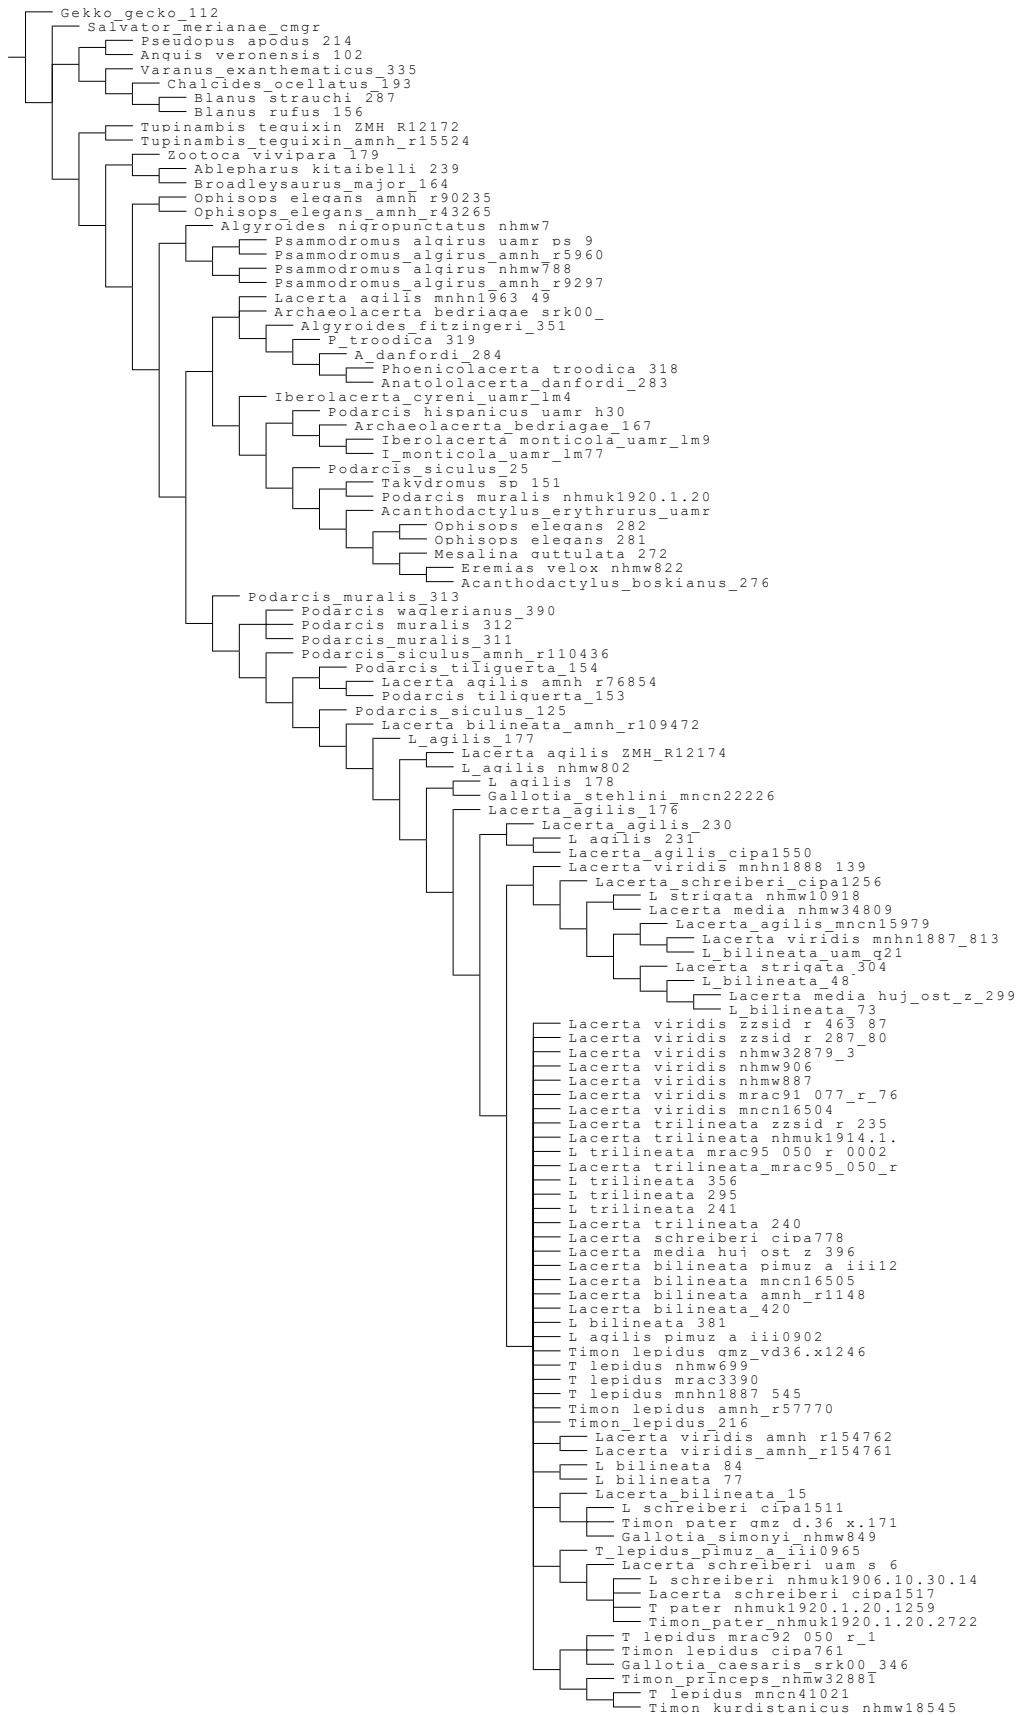 Gekko_gecko_112
Salvator_merianae_cmgr
Pseudopus_apodus_214
Anguis_veronensis_102
Varanus_exanthematicus_335
Chalcides_ocellatus_193
Blanus_strauchi_287
Blanus_rufus_156
Tupinambis_teguixin_ZMH_R12172
Tupinambis_teguixin_amnh_r15524
Zootoca_vivipara_179
Ablepharus_kitaibelli_239
Broadleysaurus_major_164
Ophisops_elegans_amnh_r90235
Ophisops_elegans_amnh_r43265
Algyroides_nigropunctatus_nhmw7
Psammodromus_algirus_uamr_ps_9
Psammodromus_algirus_amnh_r5960
Psammodromus_algirus_nhmw788
Psammodromus_algirus_amnh_r9297
Lacerta_agilis_mnhn1963_49
Archaeolacerta_bedriagae_srk00_
Algyroides_fitzingeri_351
P_troodica_319
A_danfordi_284
Phoenicolacerta_troodica_318
Anatololacerta_danfordi_283
Iberolacerta_cyreni_uamr_lm4
Podarcis_hispanicus_uamr_h30
Archaeolacerta_bedriagae_167
Iberolacerta_monticola_uamr_lm9
I_monticola_uamr_lm77
Podarcis_siculus_25
Takydromus_sp_151
Podarcis_muralis_nhmuk1920.1.20
Acanthodactylus_erythrurus_uamr
Ophisops_elegans_282
Ophisops_elegans_281
Mesalina_guttulata_272
Eremias_velox_nhmw822
Acanthodactylus_boskianus_276
Podarcis_muralis_313
Podarcis_waglerianus_390
Podarcis_muralis_312
Podarcis_muralis_311
Podarcis_siculus_amnh_r110436
Podarcis_tiliguerta_154
Lacerta_agilis_amnh_r76854
Podarcis_tiliguerta_153
Podarcis_siculus_125
Lacerta_bilineata_amnh_r109472
L_agilis_177
Lacerta_agilis_ZMH_R12174
L_agilis_nhmw802
L_agilis_178
Gallotia_stehlini_mncn22226
Lacerta_agilis_176
Lacerta_agilis_230
L_agilis_231
Lacerta_agilis_cipa1550
Lacerta_viridis_mnhn1888_139
Lacerta_schreiberi_cipa1256
L_strigata_nhmw10918
Lacerta_media_nhmw34809
Lacerta_agilis_mncn15979
Lacerta_viridis_mnhn1887_813
L_bilineata_uam_q21
Lacerta_strigata_304
L_bilineata_48
Lacerta_media_huj_ost_z_299
L_bilineata_73
Lacerta_viridis_zzsid_r_463_87
Lacerta_viridis_zzsid_r_287_80
Lacerta_viridis_nhmw32879_3
Lacerta_viridis_nhmw906
Lacerta_viridis_nhmw887
Lacerta_viridis_mrac91_077_r_76
Lacerta_viridis_mncn16504
Lacerta_trilineata_zzsid_r_235
Lacerta_trilineata_nhmuk1914.1.
L_trilineata_mrac95_050_r_0002
Lacerta_trilineata_mrac95_050_r
L_trilineata_356
L_trilineata_295
L_trilineata_241
Lacerta_trilineata_240
Lacerta_schreiberi_cipa778
Lacerta_media_huj_ost_z_396
Lacerta_bilineata_pimuz_a_iii12
Lacerta_bilineata_mncn16505
Lacerta_bilineata_amnh_r1148
Lacerta_bilineata_420
L_bilineata_381
L_agilis_pimuz_a_iii0902
Timon_lepidus_gmz_vd36.x1246
T_lepidus_nhmw699
T_lepidus_mrac3390
T_lepidus_mnhn1887_545
Timon_lepidus_amnh_r57770
Timon_lepidus_216
Lacerta_viridis_amnh_r154762
Lacerta_viridis_amnh_r154761
L_bilineata_84
L_bilineata_77
Lacerta_bilineata_15
L_schreiberi_cipa1511
Timon_pater_gmz_d.36_x.171
Gallotia_simonyi_nhmw849
T_lepidus_pimuz_a_iii0965
Lacerta_schreiberi_uam_s_6
L_schreiberi_nhmuk1906.10.30.14
Lacerta_schreiberi_cipa1517
T_pater_nhmuk1920.1.20.1259
Timon_pater_nhmuk1920.1.20.2722
T_lepidus_mrac92_050_r_1
Timon_lepidus_cipa761
Gallotia_caesaris_srk00_346
Timon_princeps_nhmw32881
T_lepidus_mncn41021
Timon_kurdistanicus_nhmw18545